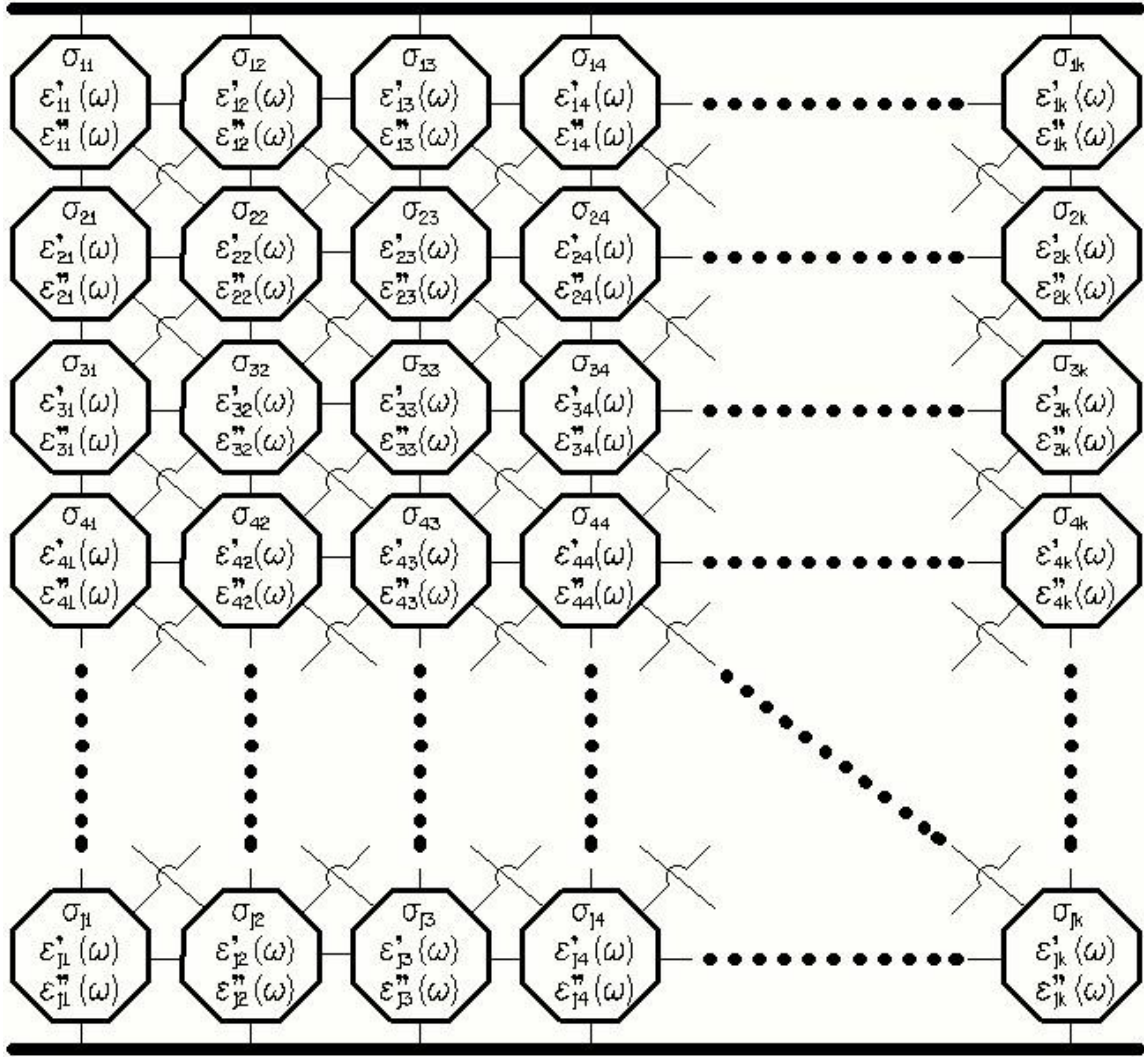 σ₁₁ σ₁₂ σ₁₃ σ₁₄ σ₁ₖ
ε'₁₁(ω) ε'₁₂(ω) ε'₁₃(ω) ε'₁₄(ω) ε'₁ₖ(ω)
ε"₁₁(ω) ε"₁₂(ω) ε"₁₃(ω) ε"₁₄(ω) ε"₁ₖ(ω)
σ₂₁ σ₂₂ σ₂₃ σ₂₄ σ₂ₖ
ε'₂₁(ω) ε'₂₂(ω) ε'₂₃(ω) ε'₂₄(ω) ε'₂ₖ(ω)
ε"₂₁(ω) ε"₂₂(ω) ε"₂₃(ω) ε"₂₄(ω) ε"₂ₖ(ω)
σ₃₁ σ₃₂ σ₃₃ σ₃₄ σ₃ₖ
ε'₃₁(ω) ε'₃₂(ω) ε'₃₃(ω) ε'₃₄(ω) ε'₃ₖ(ω)
ε"₃₁(ω) ε"₃₂(ω) ε"₃₃(ω) ε"₃₄(ω) ε"₃ₖ(ω)
σ₄₁ σ₄₂ σ₄₃ σ₄₄ σ₄ₖ
ε'₄₁(ω) ε'₄₂(ω) ε'₄₃(ω) ε'₄₄(ω) ε'₄ₖ(ω)
ε"₄₁(ω) ε"₄₂(ω) ε"₄₃(ω) ε"₄₄(ω) ε"₄ₖ(ω)
σⱼ₁ σⱼ₂ σⱼ₃ σⱼ₄ σⱼₖ
ε'ⱼ₁(ω) ε'ⱼ₂(ω) ε'ⱼ₃(ω) ε'ⱼ₄(ω) ε'ⱼₖ(ω)
ε"ⱼ₁(ω) ε"ⱼ₂(ω) ε"ⱼ₃(ω) ε"ⱼ₄(ω) ε"ⱼₖ(ω)